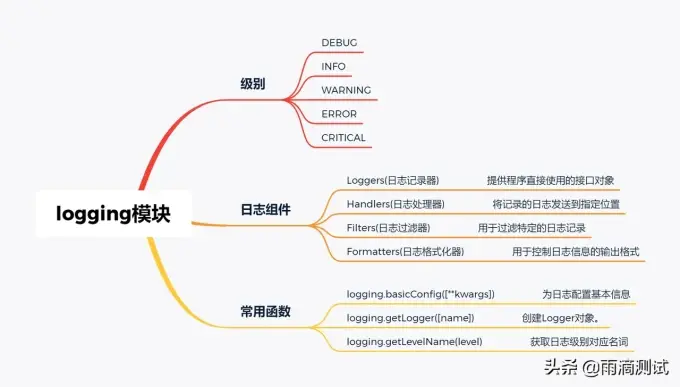 logging模块
级别
DEBUG
INFO
WARNING
ERROR
CRITICAL
日志组件
Loggers(日志记录器) 提供程序直接使用的接口对象
Handlers(日志处理器) 将记录的日志发送到指定位置
Filters(日志过滤器) 用于过滤特定的日志记录
Formatters(日志格式化器) 用于控制日志信息的输出格式
常用函数
logging.basicConfig([**kwargs]) 为日志配置基本信息
logging.getLogger([name]) 创建Logger对象。
logging.getLevelName(level) 获取日志级别对应名词
头条 @雨滴测试